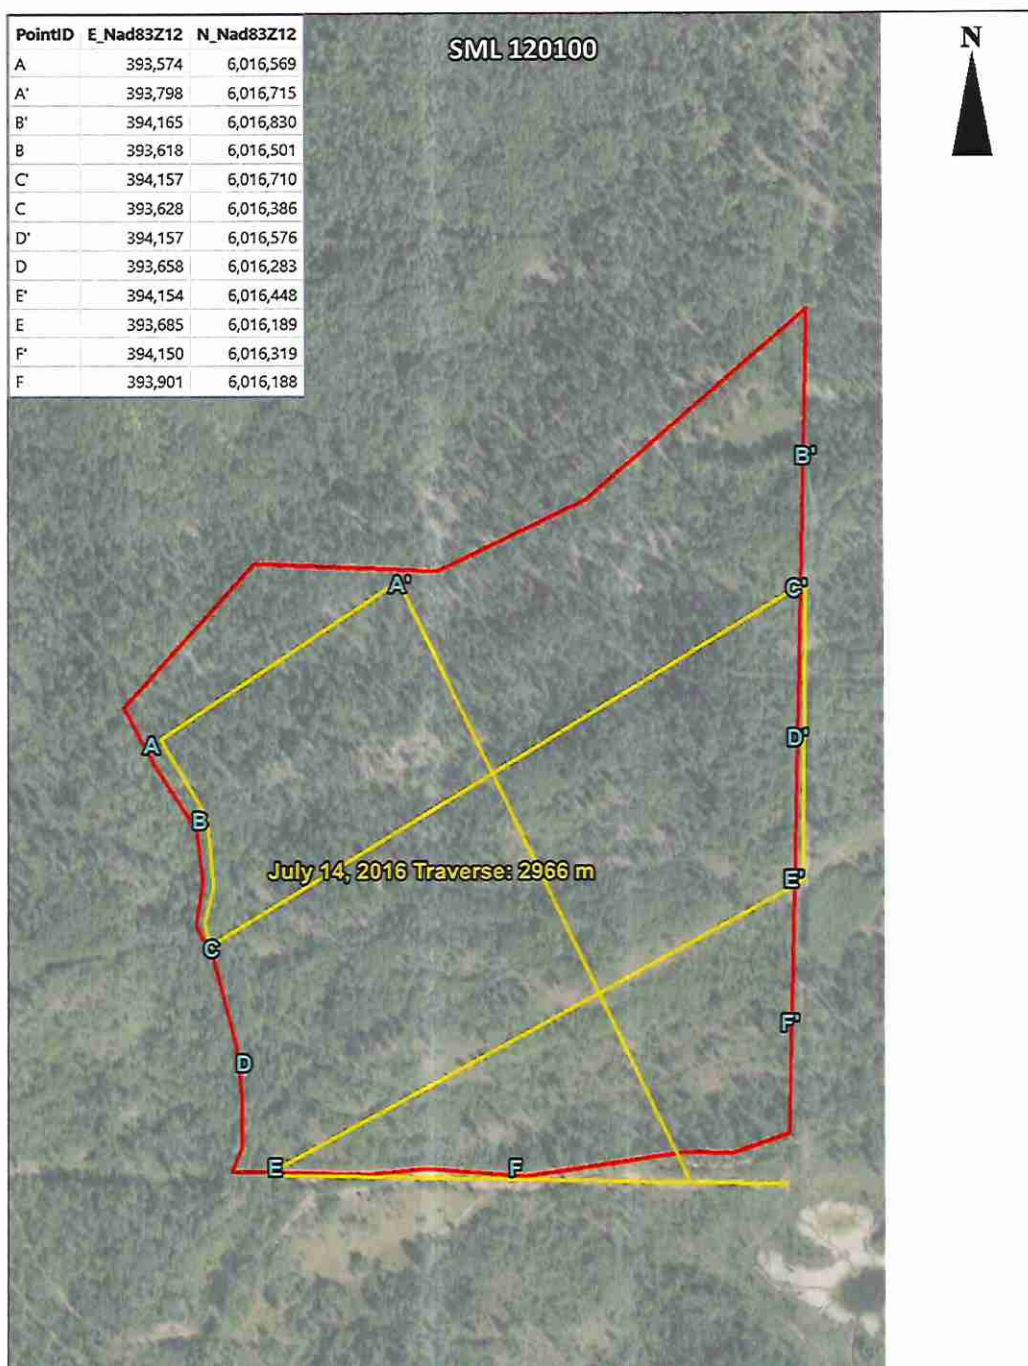 PointID E_Nad83Z12 N_Nad83Z12
A 393,574 6,016,569
A' 393,798 6,016,715
B' 394,165 6,016,830
B 393,618 6,016,501
C' 394,157 6,016,710
C 393,628 6,016,386
D' 394,157 6,016,576
D 393,658 6,016,283
E' 394,154 6,016,448
E 393,685 6,016,189
F' 394,150 6,016,319
F 393,901 6,016,188
SML 120100
N
B'
A'
C'
A
D'
B
July 14, 2016 Traverse: 2966 m
E'
C
F'
D
E
F